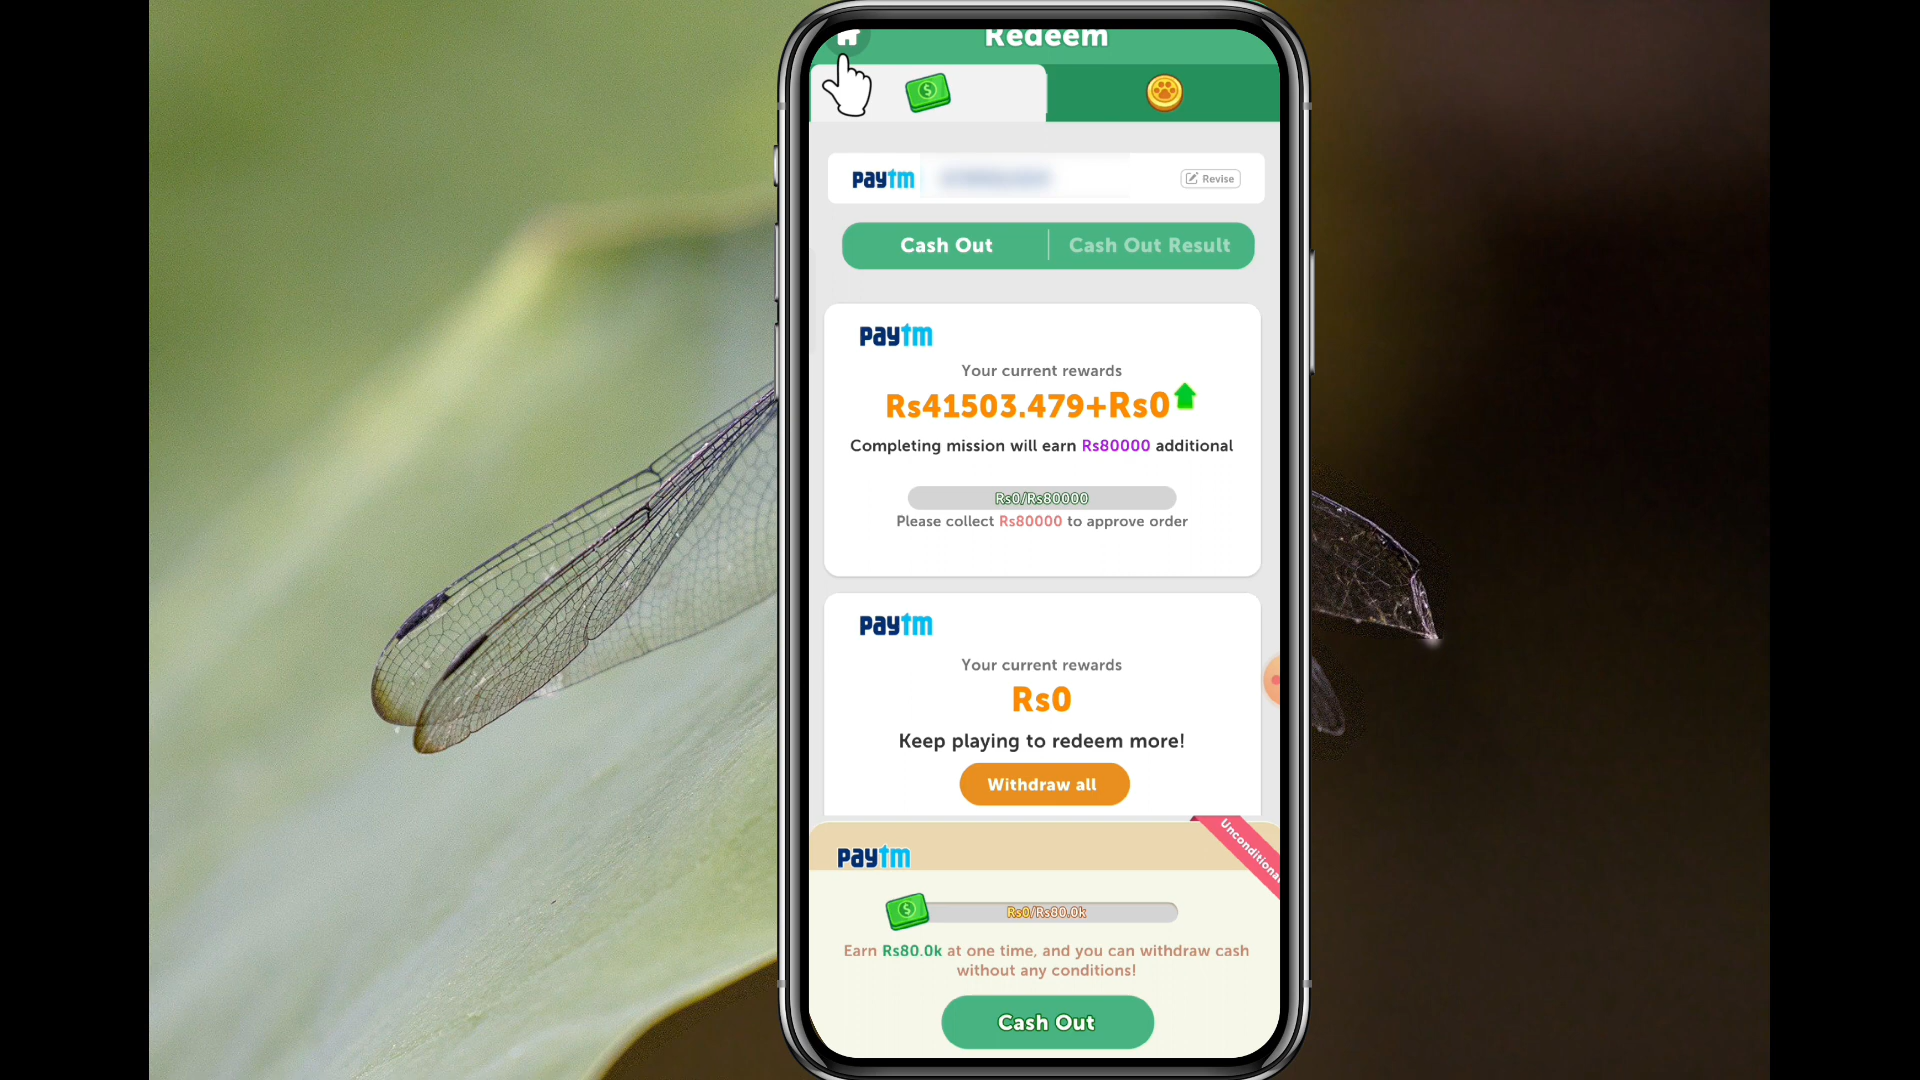 Redeem
paytm
Revise
Cash Out
Cash Out Result
paytm
Your current rewards
Rs41503.479+Rs0
Completing mission will earn Rs80000 additional
Rs0/Rs80000
Please collect Rs80000 to approve order
paytm
Your current rewards
Rs0
Keep playing to redeem more!
Withdraw all
Unconditional
paytm
Rs0/Rs80.0k
Earn Rs80.0k at one time, and you can withdraw cash
without any conditions!
Cash Out